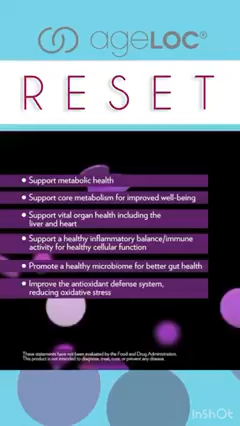 ageLOC®
RESET
• Support metabolic health
• Support core metabolism for improved well-being
• Support vital organ health including the
liver and heart
• Support a healthy inflammatory balance/immune
activity for healthy cellular function
• Promote a healthy microbiome for better gut health
• Improve the antioxidant defense system,
reducing oxidative stress
These statements have not been evaluated by the Food and Drug Administration.
This product is not intended to diagnose, treat, cure, or prevent any disease.
InShOt